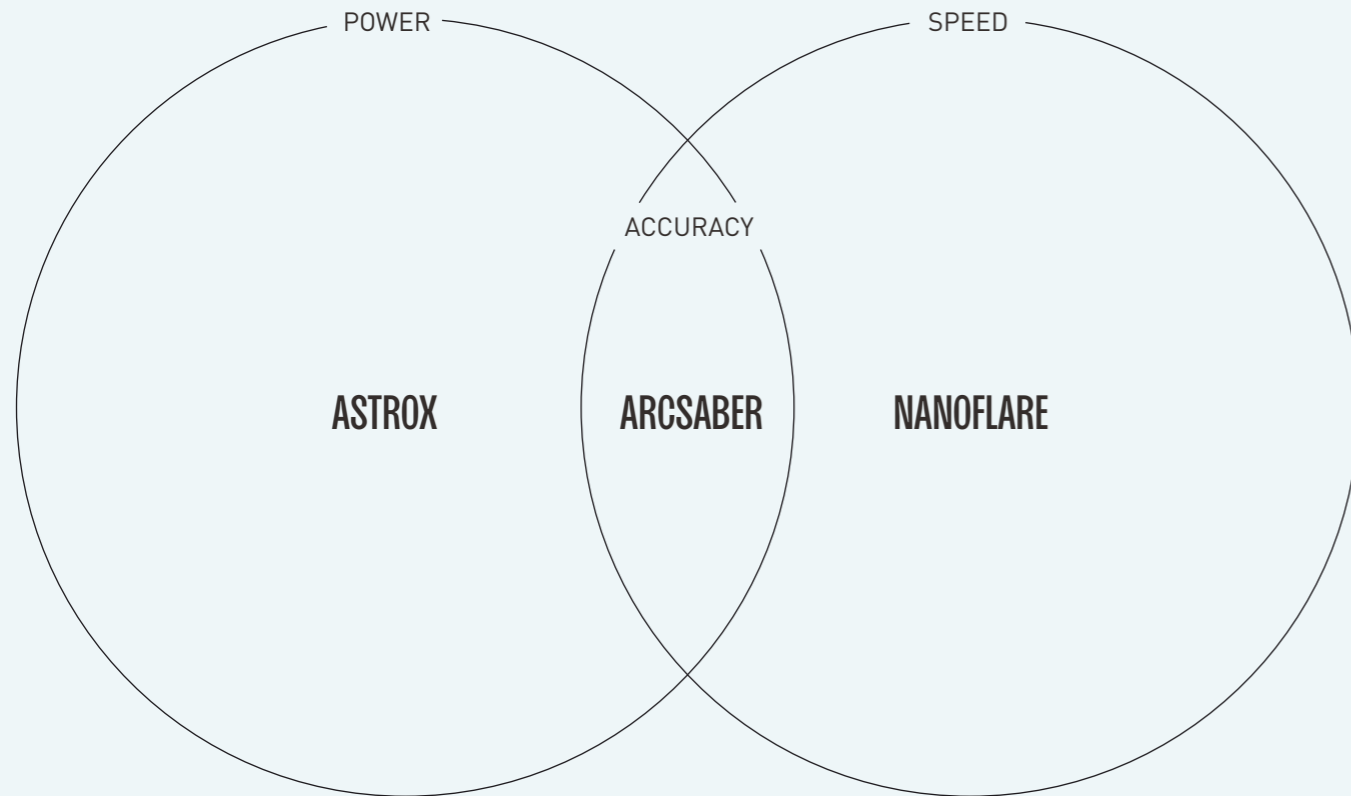 POWER
SPEED
ACCURACY
ASTROX
ARCSABER
NANOFLARE